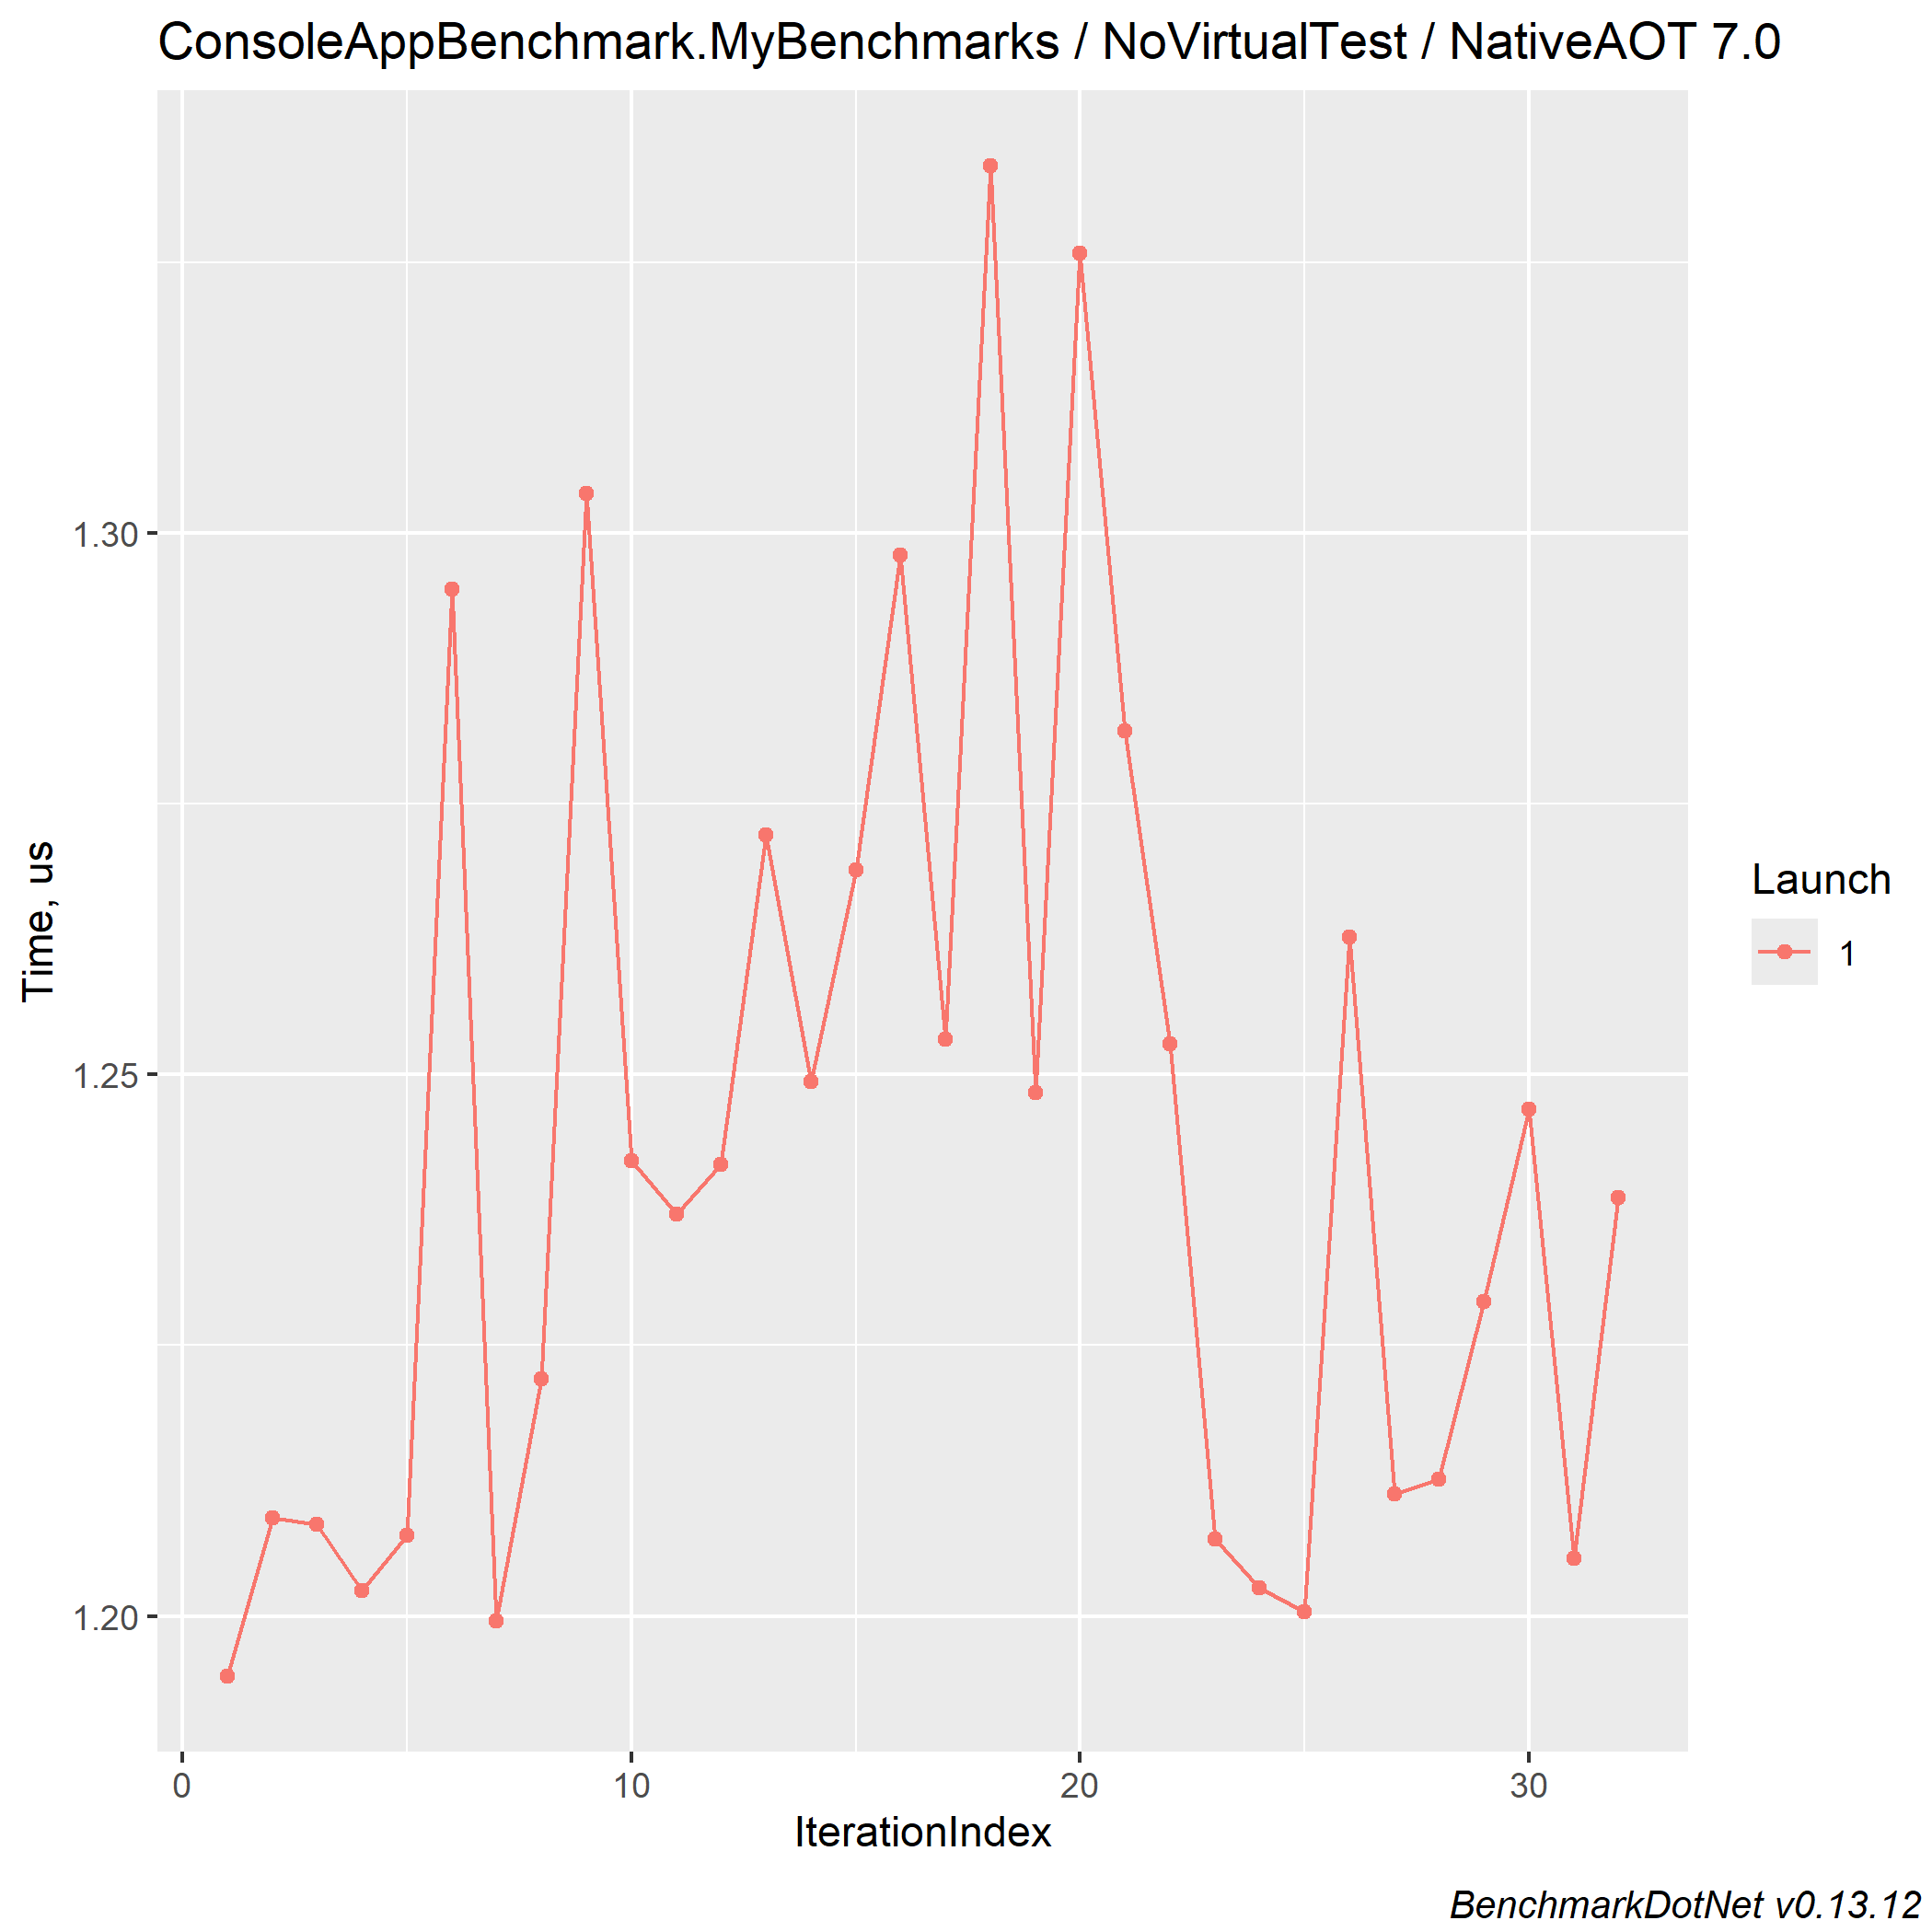 ConsoleAppBenchmark.MyBenchmarks / NoVirtualTest / NativeAOT 7.0
Time, us
1.30
1.25
1.20
0 10 20 30
IterationIndex
Launch
1
BenchmarkDotNet v0.13.12